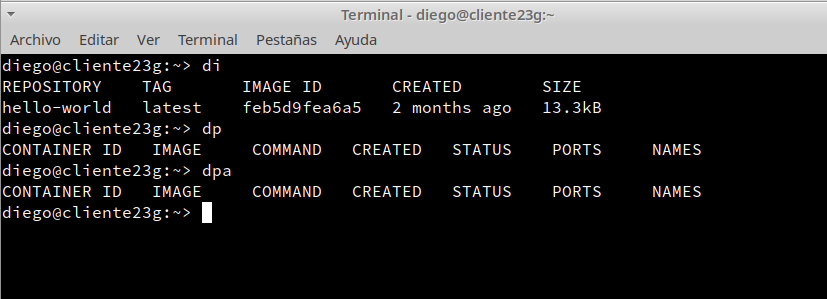 Terminal - diego@cliente23g:~
Archivo Editar Ver Terminal Pestañas Ayuda
diego@cliente23g:~> di
REPOSITORY TAG IMAGE ID CREATED SIZE
hello-world latest feb5d9fea6a5 2 months ago 13.3kB
diego@cliente23g:~> dp
CONTAINER ID IMAGE COMMAND CREATED STATUS PORTS NAMES
diego@cliente23g:~> dpa
CONTAINER ID IMAGE COMMAND CREATED STATUS PORTS NAMES
diego@cliente23g:~>